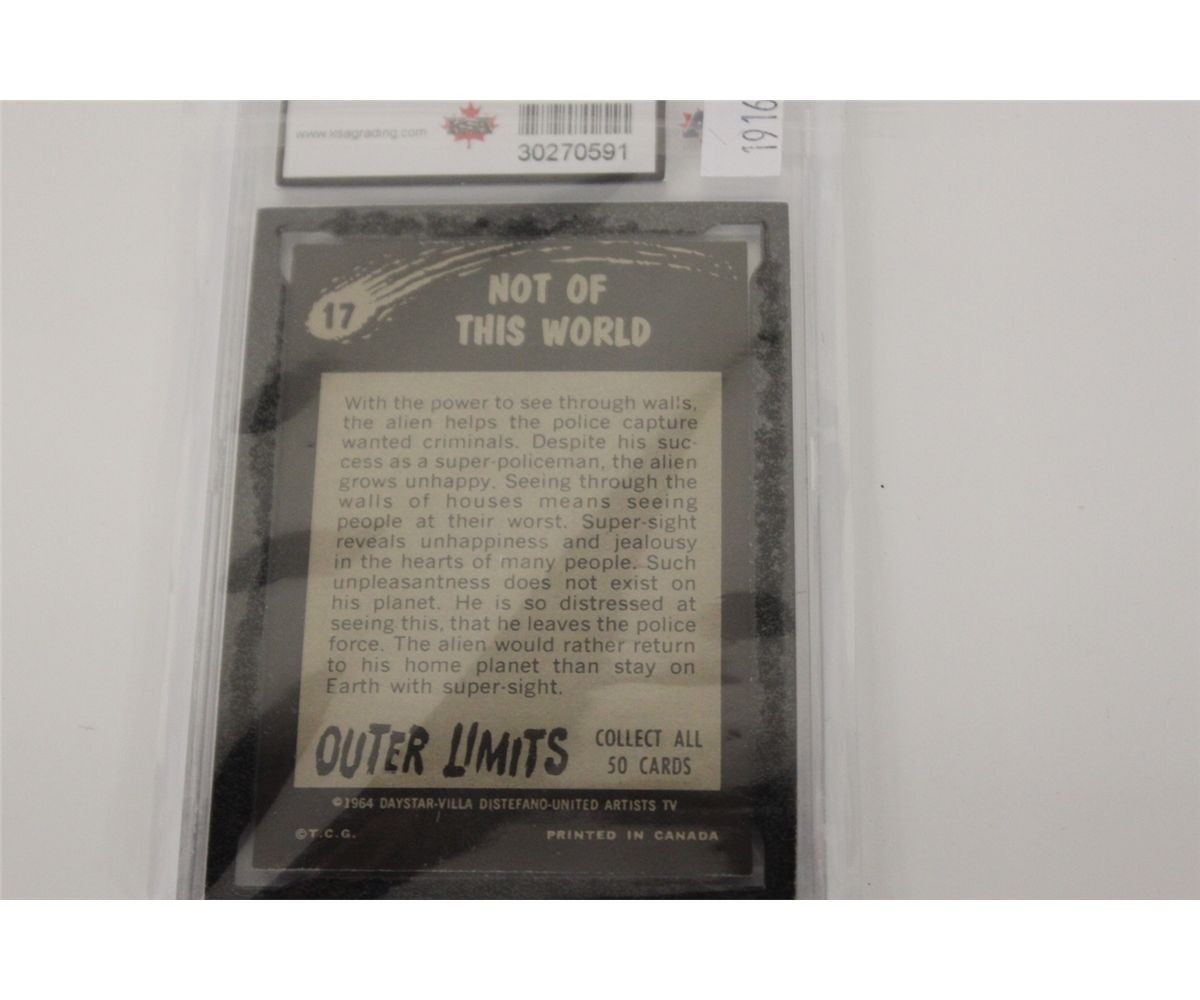 www.ksagrading.com
KSA
30270591
1916
17
NOT OF
THIS WORLD
With the power to see through walls,
the alien helps the police capture
wanted criminals. Despite his suc-
cess as a super-policeman, the alien
grows unhappy. Seeing through the
walls of houses means seeing
people at their worst. Super-sight
reveals unhappiness and jealousy
in the hearts of many people. Such
unpleasantness does not exist on
his planet. He is so distressed at
seeing this, that he leaves the police
force. The alien would rather return
to his home planet than stay on
Earth with super-sight.
OUTER LIMITS
COLLECT ALL
50 CARDS
©1964 DAYSTAR-VILLA DISTEFANO-UNITED ARTISTS TV
©T.C.G.
PRINTED IN CANADA